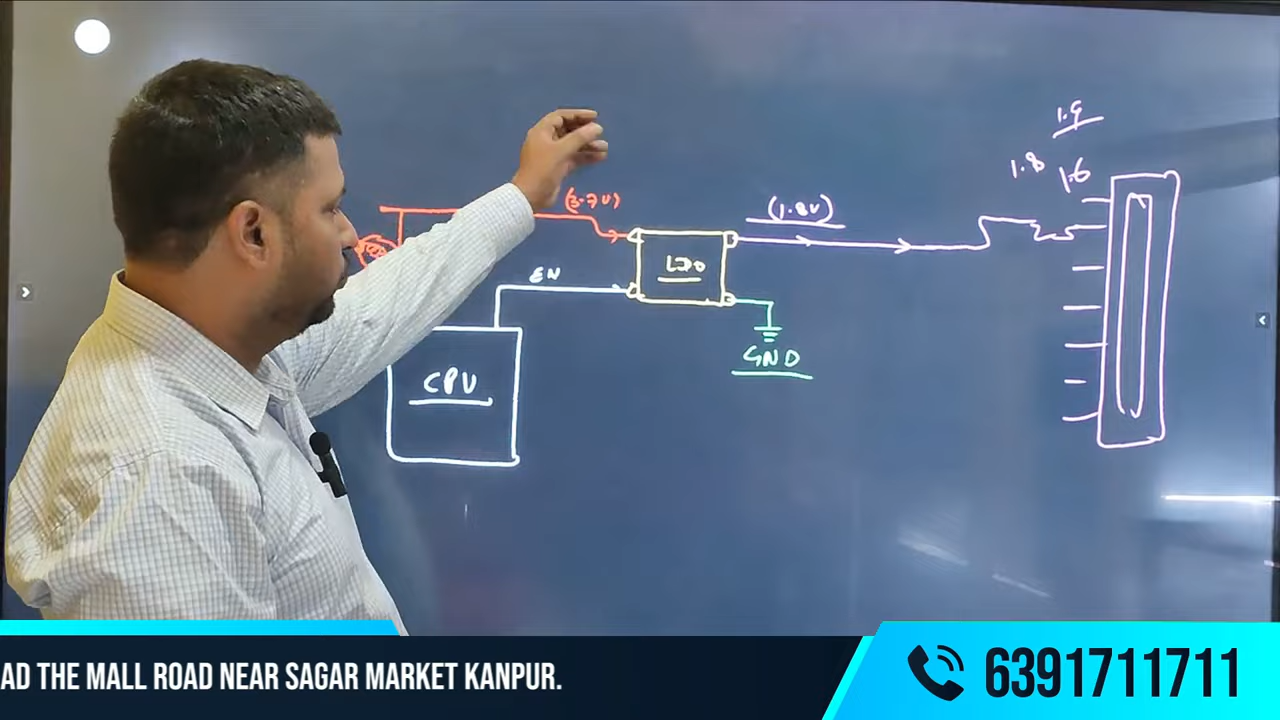 1.9
1.8 1.6
(3.7V)
(1.8V)
LDO
EN
GND
CPU
AD THE MALL ROAD NEAR SAGAR MARKET KANPUR.
6391711711